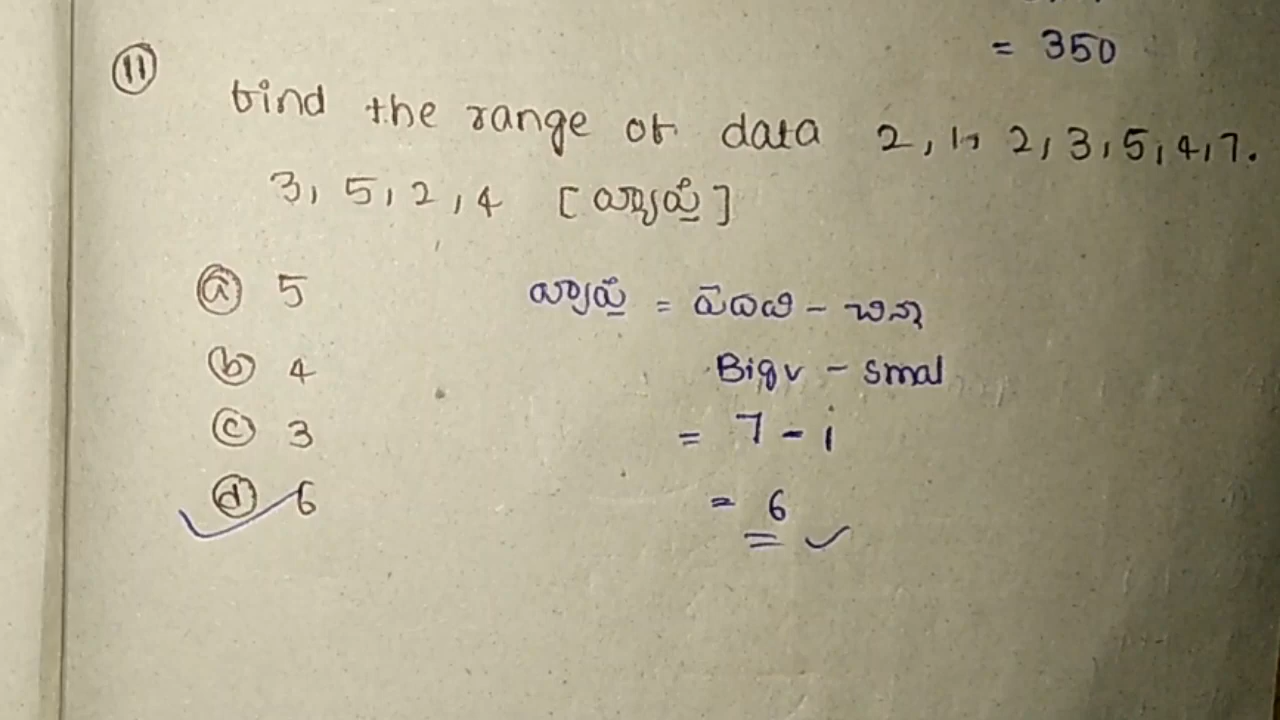 = 350
11
find the range of data 2, 1, 2, 3, 5, 4, 7.
3, 5, 2, 4 [వ్యాప్తి]
a 5
వ్యాప్తి = పెద్దది - చిన్న
b 4
Bigv - smal
c 3
= 7 - 1
d 6
= 6